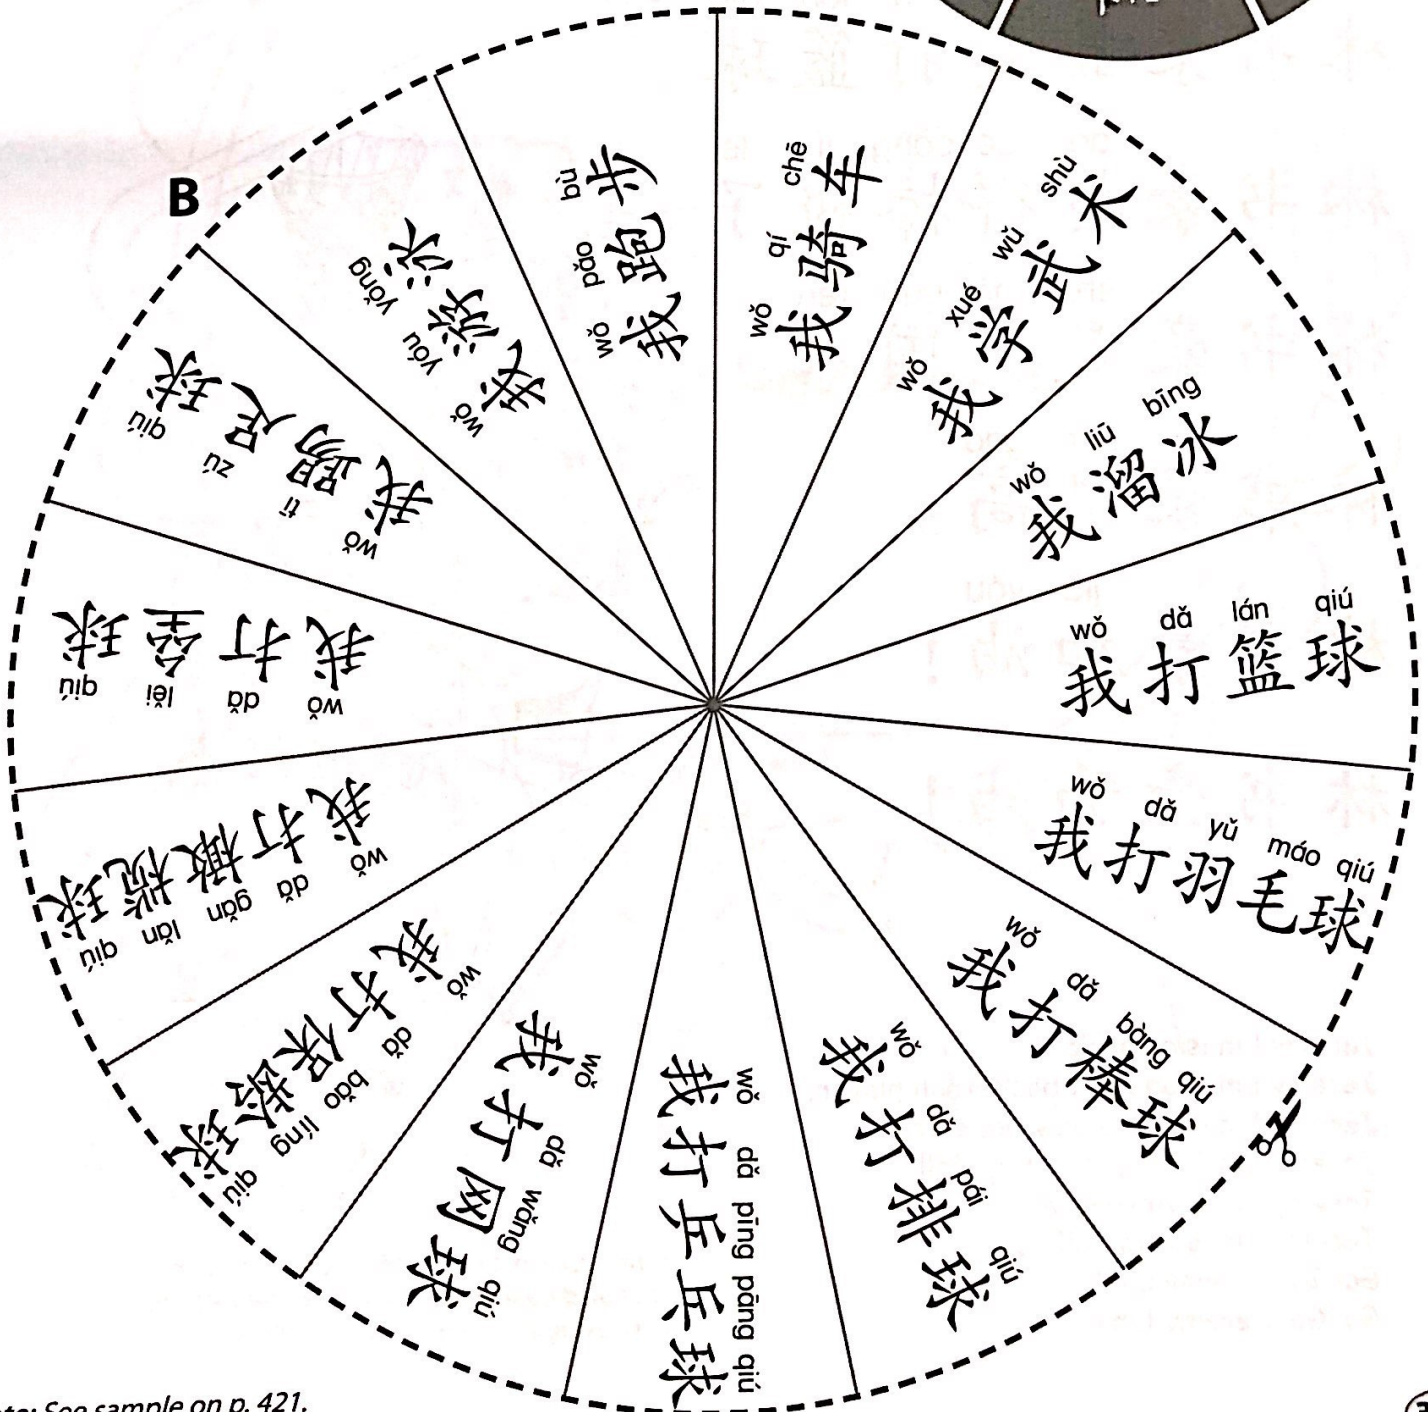 B
wǒ qí chē
我骑车
wǒ xué wǔ shù
我学武术
wǒ liū bīng
我溜冰
wǒ dǎ lán qiú
我打篮球
wǒ dǎ yǔ máo qiú
我打羽毛球
wǒ dǎ bàng qiú
我打棒球
wǒ dǎ pái qiú
我打排球
wǒ dǎ pīng pāng qiú
我打乒乓球
wǒ dǎ wǎng qiú
我打网球
wǒ dǎ bǎo líng qiú
我打保龄球
wǒ dǎ gǎn lǎn qiú
我打橄榄球
wǒ dǎ lěi qiú
我打垒球
wǒ tī zú qiú
我踢足球
wǒ yóu yǒng
我游泳
wǒ pǎo bù
我跑步
See sample on p. 421.